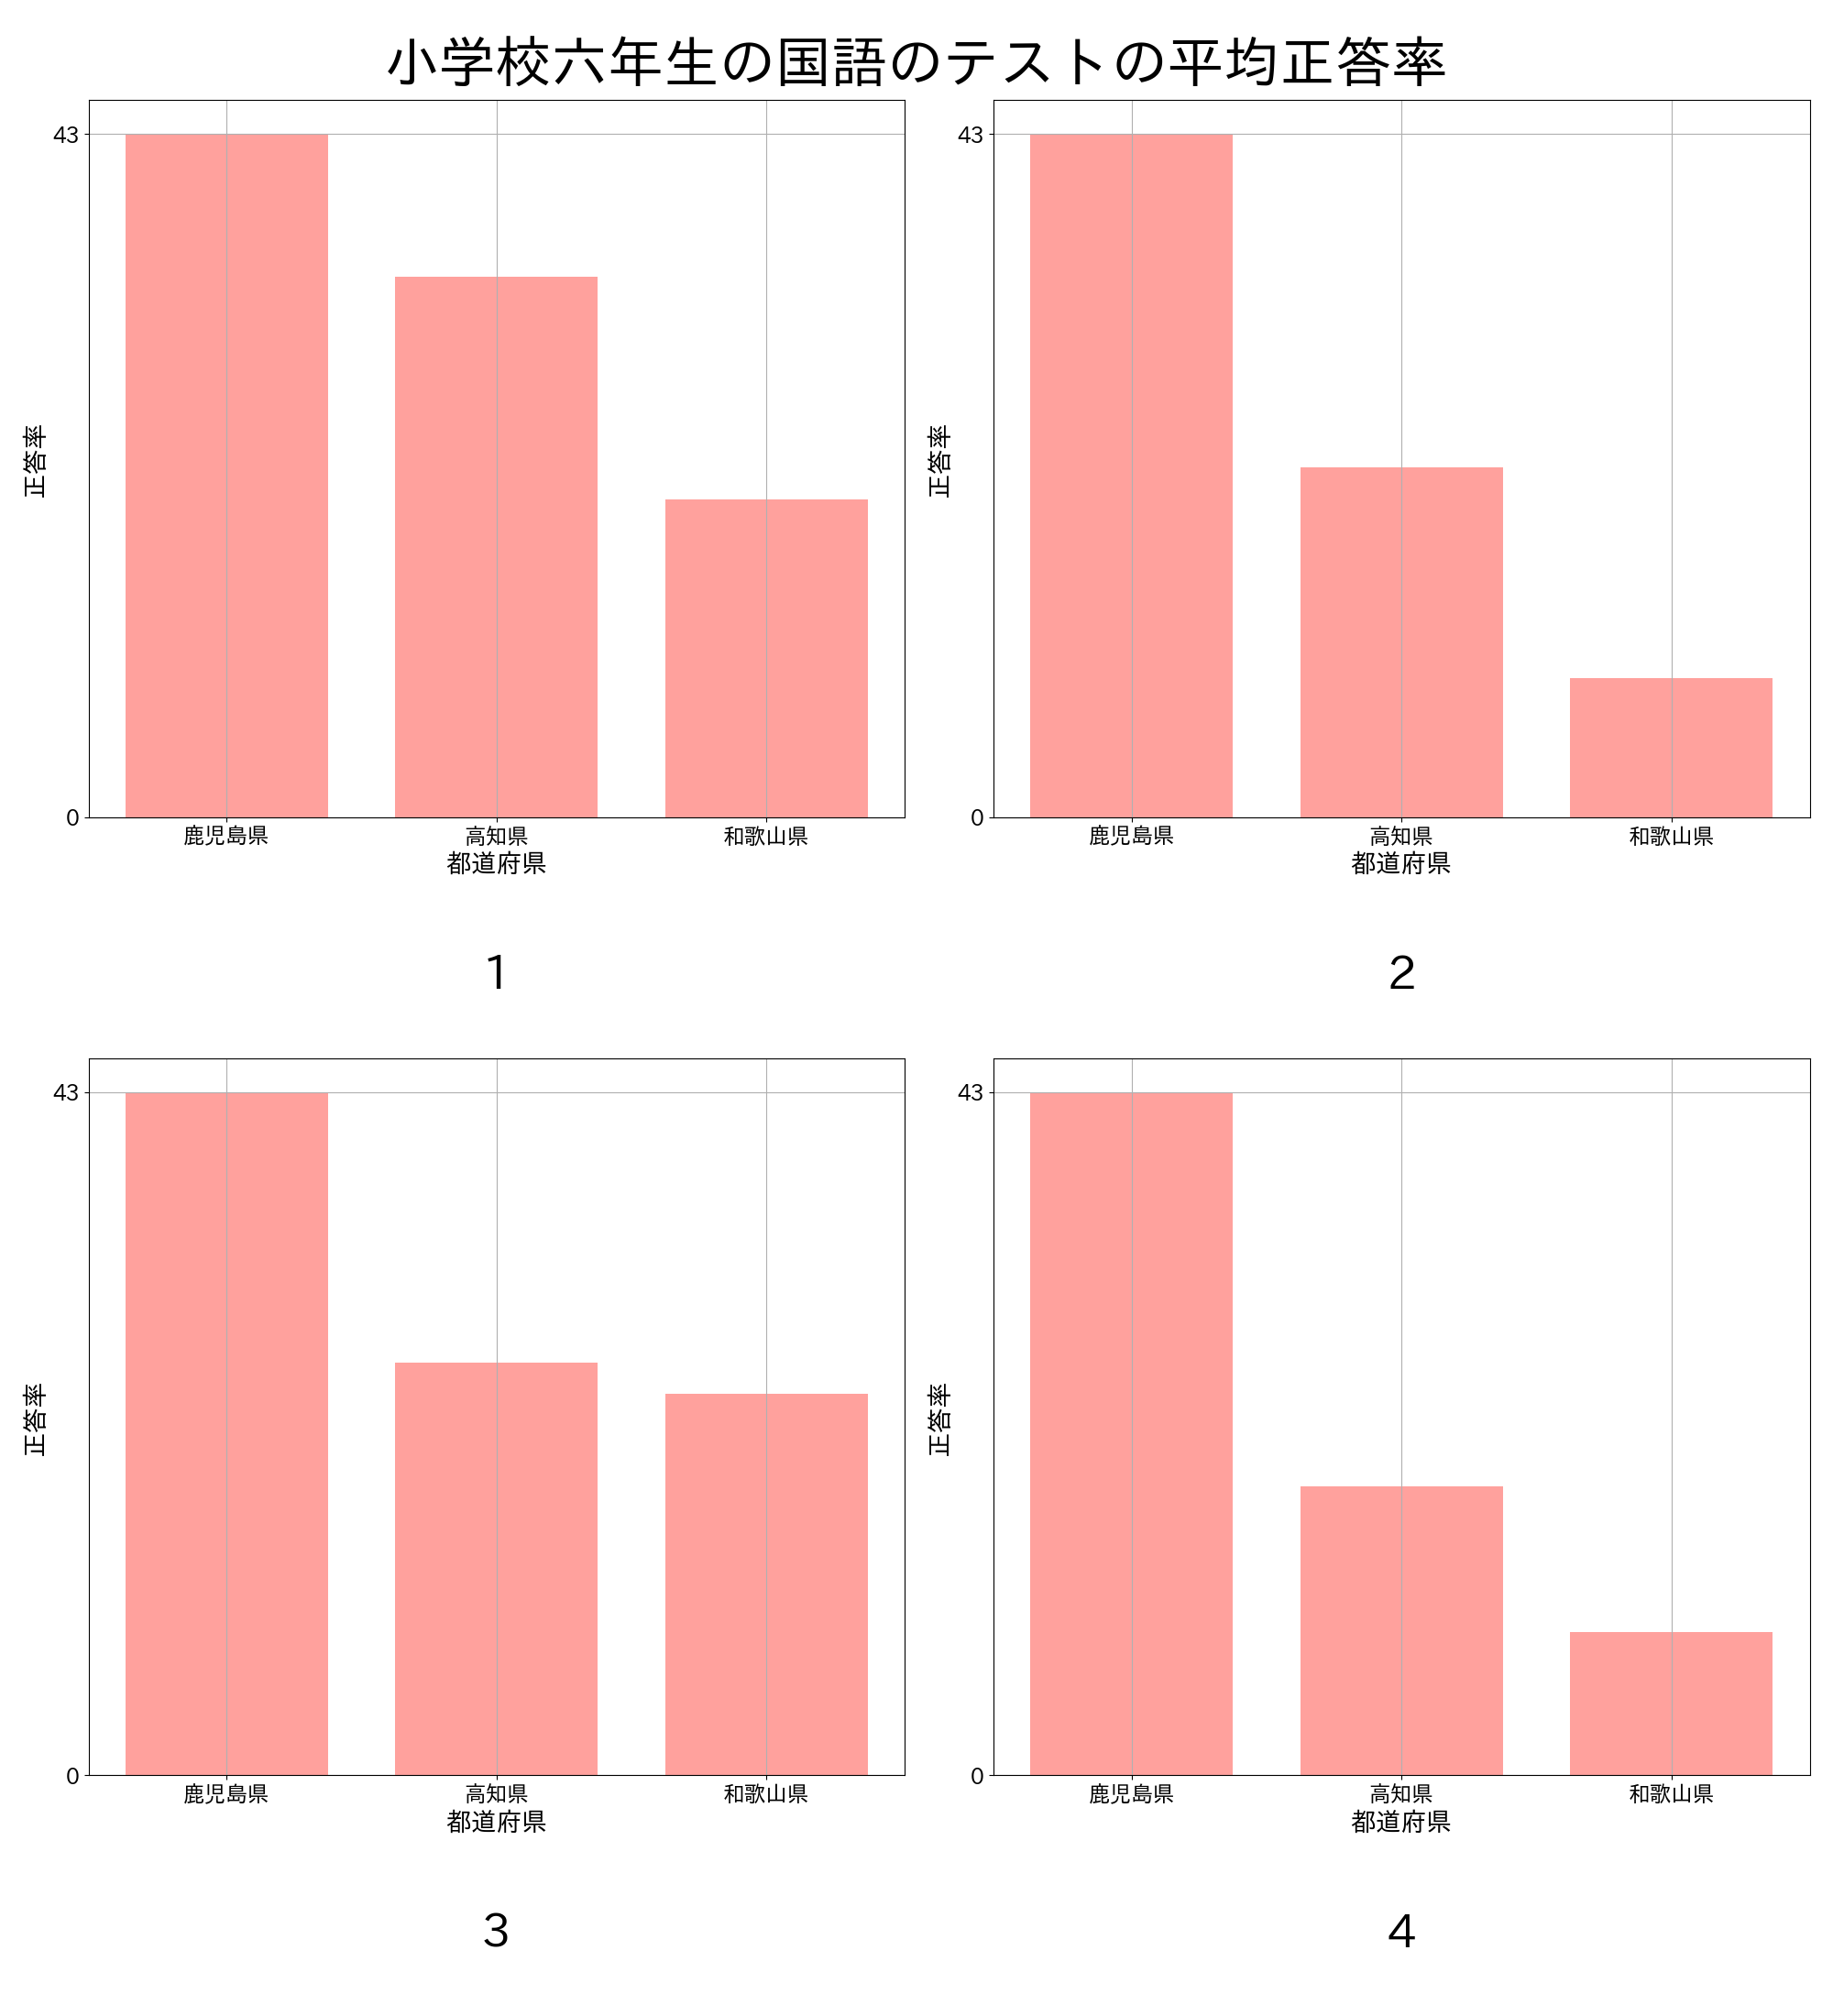 小学校六年生の国語のテストの平均正答率
43
正答率
0
鹿児島県 高知県 和歌山県
都道府県
1
43
正答率
0
鹿児島県 高知県 和歌山県
都道府県
2
43
正答率
0
鹿児島県 高知県 和歌山県
都道府県
3
43
正答率
0
鹿児島県 高知県 和歌山県
都道府県
4